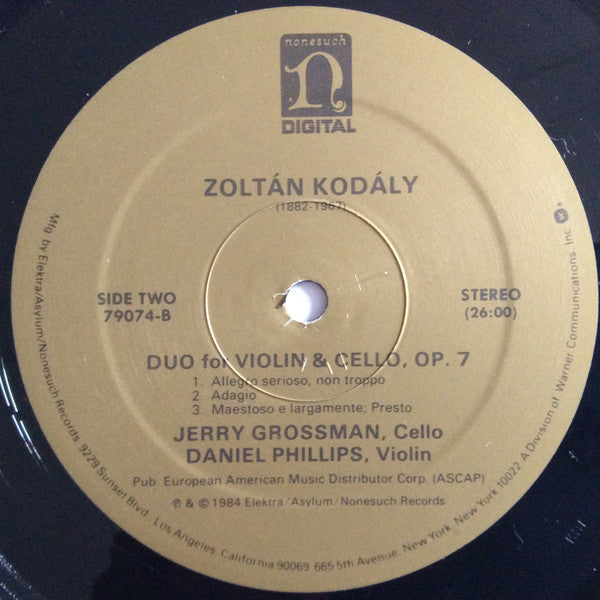 nonesuch
n
DIGITAL
ZOLTÁN KODÁLY
(1882-1967)
SIDE TWO
79074-B
STEREO
(26:00)
DUO for VIOLIN & CELLO, OP. 7
1. Allegro serioso, non troppo
2. Adagio
3. Maestoso e largamente; Presto
JERRY GROSSMAN, Cello
DANIEL PHILLIPS, Violin
Pub. European American Music Distributor Corp. (ASCAP)
℗ & © 1984 Elektra/Asylum/Nonesuch Records
Mfg. by Elektra/Asylum/Nonesuch Records 9229 Sunset Blvd. Los Angeles, California 90069 665 5th Avenue, New York, New York 10022 A Division of Warner Communications Inc.